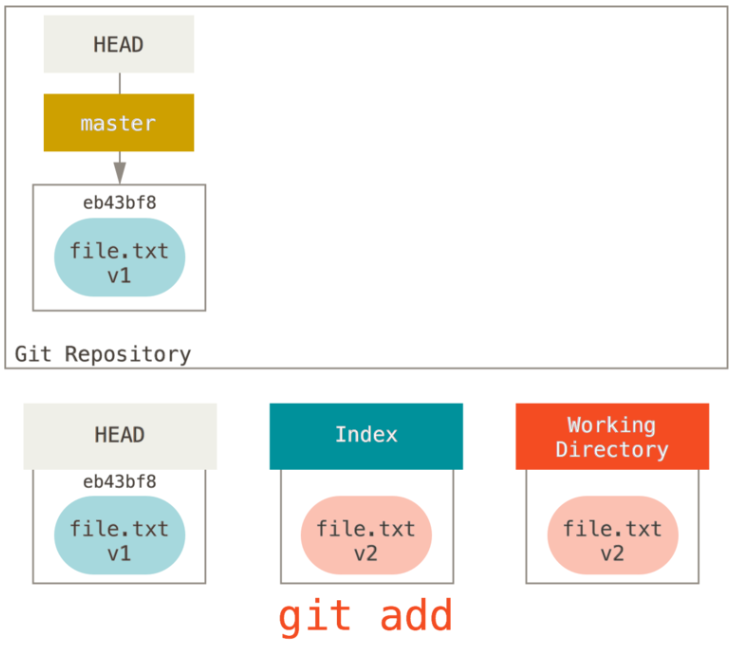 HEAD
master
eb43bf8
file.txt
v1
Git Repository
HEAD
Index
Working
Directory
eb43bf8
file.txt
v1
file.txt
v2
file.txt
v2
git add